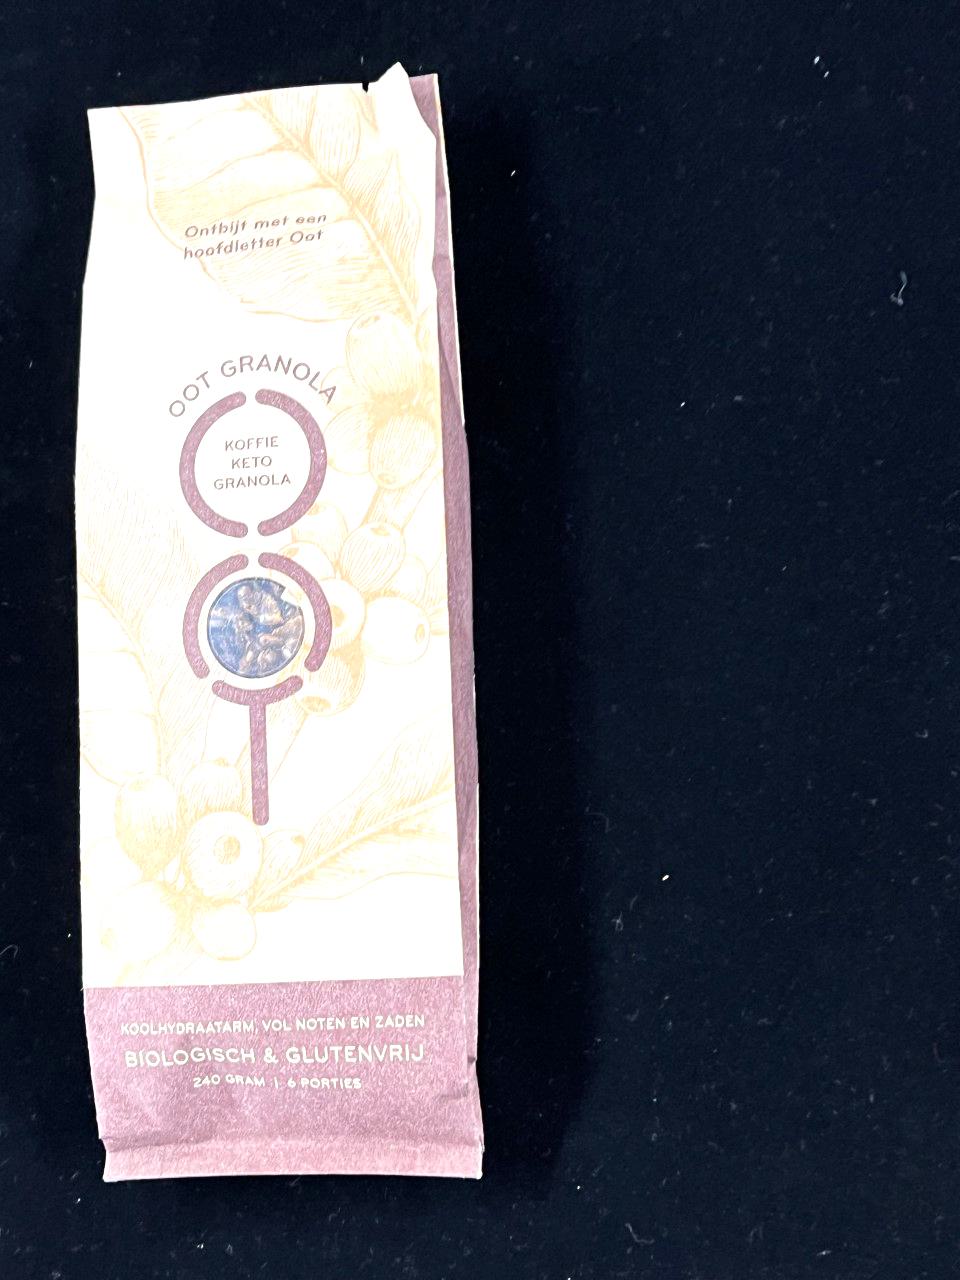 Ontbijt met een
hoofdletter Oot
OOT GRANOLA
KOFFIE
KETO
GRANOLA
KOOLHYDRAATARM, VOL NOTEN EN ZADEN
BIOLOGISCH & GLUTENVRIJ
240 GRAM | 6 PORTIES